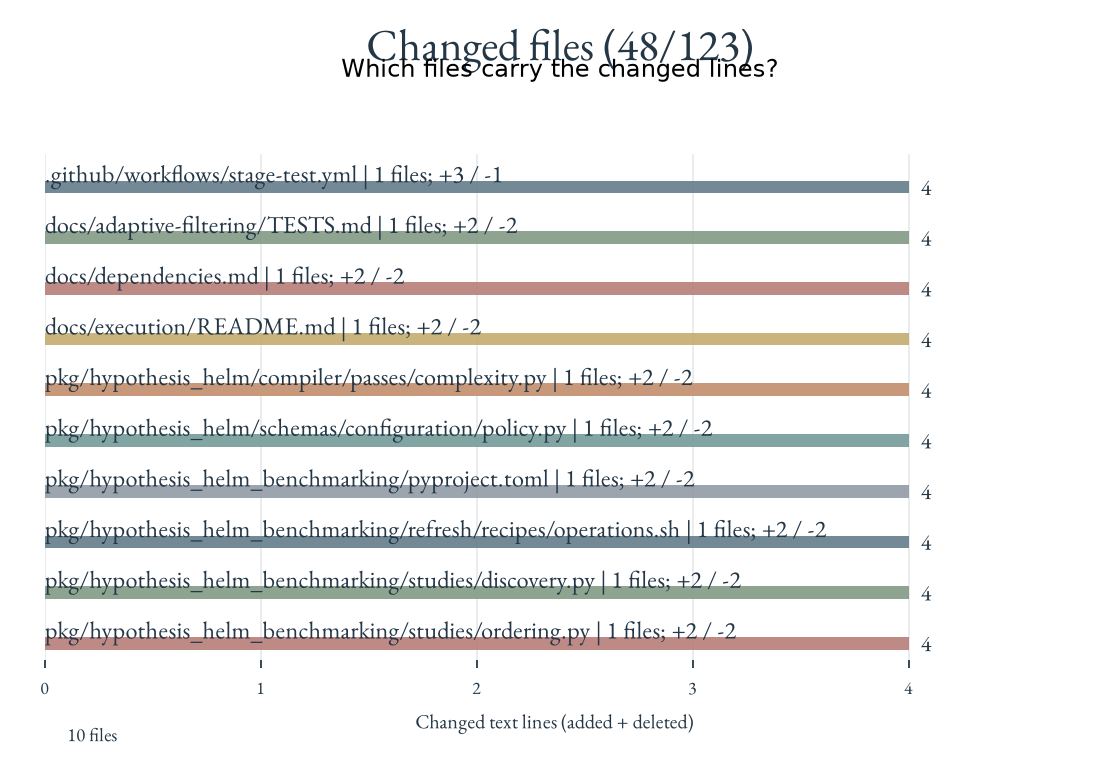 Changed files (48/123)
Which files carry the changed lines?
.github/workflows/stage-test.yml | 1 files; +3 / -1
4
docs/adaptive-filtering/TESTS.md | 1 files; +2 / -2
4
docs/dependencies.md | 1 files; +2 / -2
4
docs/execution/README.md | 1 files; +2 / -2
4
pkg/hypothesis_helm/compiler/passes/complexity.py | 1 files; +2 / -2
4
pkg/hypothesis_helm/schemas/configuration/policy.py | 1 files; +2 / -2
4
pkg/hypothesis_helm_benchmarking/pyproject.toml | 1 files; +2 / -2
4
pkg/hypothesis_helm_benchmarking/refresh/recipes/operations.sh | 1 files; +2 / -2
4
pkg/hypothesis_helm_benchmarking/studies/discovery.py | 1 files; +2 / -2
4
pkg/hypothesis_helm_benchmarking/studies/ordering.py | 1 files; +2 / -2
4
0 1 2 3 4
Changed text lines (added + deleted)
10 files